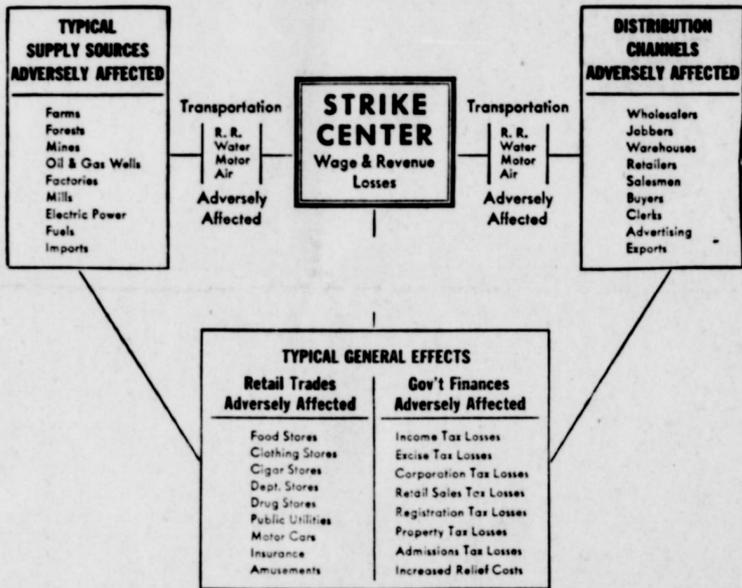 TYPICAL
SUPPLY SOURCES
ADVERSELY AFFECTED
Farms
Forests
Mines
Oil & Gas Wells
Factories
Mills
Electric Power
Fuels
Imports
Transportation
R. R.
Water
Motor
Air
Adversely
Affected
STRIKE
CENTER
Wage & Revenue
Losses
Transportation
R. R.
Water
Motor
Air
Adversely
Affected
DISTRIBUTION
CHANNELS
ADVERSELY AFFECTED
Wholesalers
Jobbers
Warehouses
Retailers
Salesmen
Buyers
Clerks
Advertising
Exports
TYPICAL GENERAL EFFECTS
Retail Trades
Adversely Affected
Food Stores
Clothing Stores
Cigar Stores
Dept. Stores
Drug Stores
Public Utilities
Motor Cars
Insurance
Amusements
Gov't Finances
Adversely Affected
Income Tax Losses
Excise Tax Losses
Corporation Tax Losses
Retail Sales Tax Losses
Registration Tax Losses
Property Tax Losses
Admissions Tax Losses
Increased Relief Costs